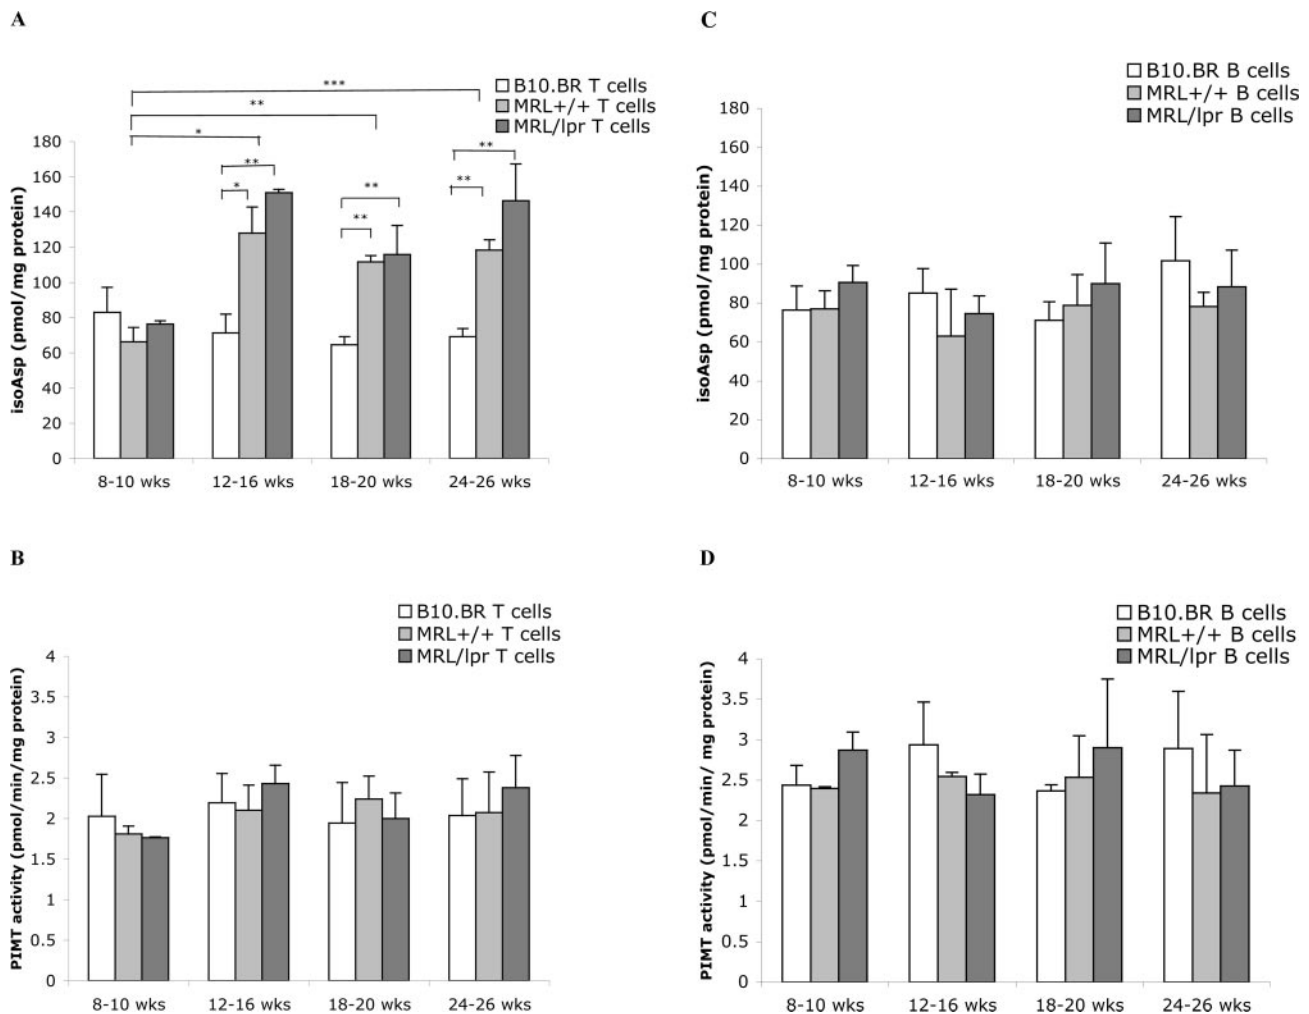 A
***
B10.BR T cells
MRL+/+ T cells
MRL/lpr T cells
**
*
isoAsp (pmol/mg protein)
180
160
140
120
100
80
60
40
20
0
**
*
**
**
**
**
8-10 wks 12-16 wks 18-20 wks 24-26 wks
C
B10.BR B cells
MRL+/+ B cells
MRL/lpr B cells
isoAsp (pmol/mg protein)
180
160
140
120
100
80
60
40
20
0
8-10 wks 12-16 wks 18-20 wks 24-26 wks
B
B10.BR T cells
MRL+/+ T cells
MRL/lpr T cells
PIMT activity (pmol/min/mg protein)
4
3.5
3
2.5
2
1.5
1
0.5
0
8-10 wks 12-16 wks 18-20 wks 24-26 wks
D
B10.BR B cells
MRL+/+ B cells
MRL/lpr B cells
PIMT activity (pmol/min/ mg protein)
4
3.5
3
2.5
2
1.5
1
0.5
0
8-10 wks 12-16 wks 18-20 wks 24-26 wks